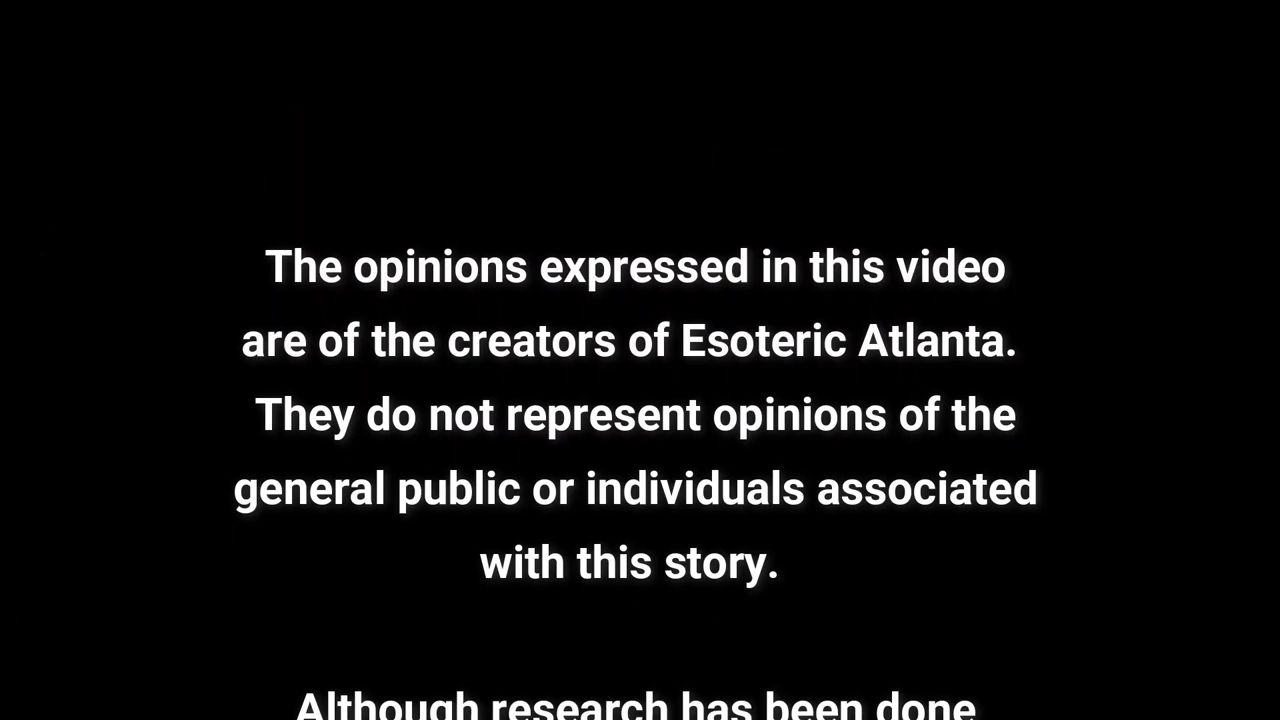 The opinions expressed in this video
are of the creators of Esoteric Atlanta.
They do not represent opinions of the
general public or individuals associated
with this story.
Although research has been done